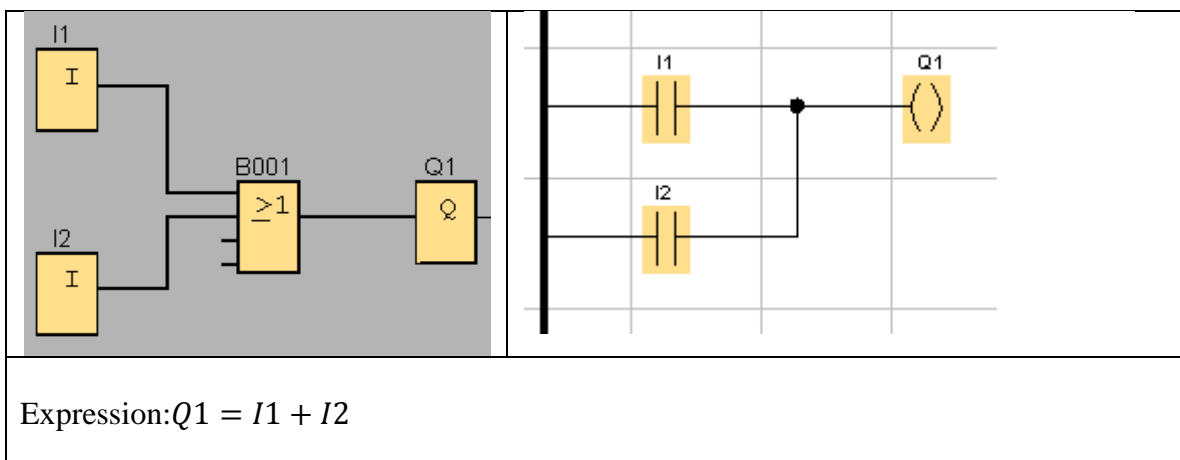 I1
I
B001
≥1
Q1
Q
I2
I
I1
Q1
I2
Expression:Q1 = I1 + I2